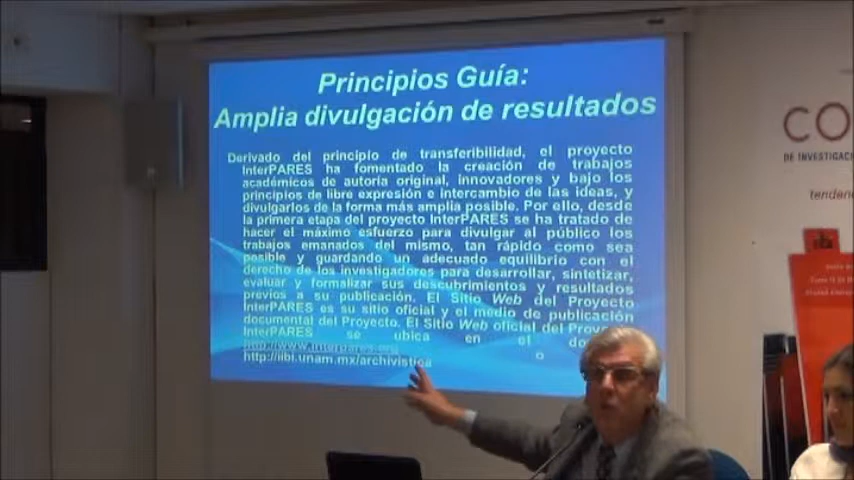 Principios Guía:
Amplia divulgación de resultados
Derivado del principio de transferibilidad, el proyecto
InterPARES ha fomentado la creación de trabajos
académicos de autoría original, innovadores y bajo los
principios de libre expresión e intercambio de las ideas, y
divulgarlos de la forma más amplia posible. Por ello, desde
la primera etapa del proyecto InterPARES se ha tratado de
hacer el máximo esfuerzo para divulgar al público los
trabajos emanados del mismo, tan rápido como sea
posible y guardando un adecuado equilibrio con el
derecho de los investigadores para desarrollar, sintetizar,
evaluar y formalizar sus descubrimientos y resultados
previos a su publicación. El Sitio Web del Proyecto
InterPARES es su sitio oficial y el medio de publicación
documental del Proyecto. El Sitio Web oficial del
InterPARES se ubica en el
http://www.interpares.org o
http://iibi.unam.mx/archivistica
CO
DE INVESTIGAC
tenden